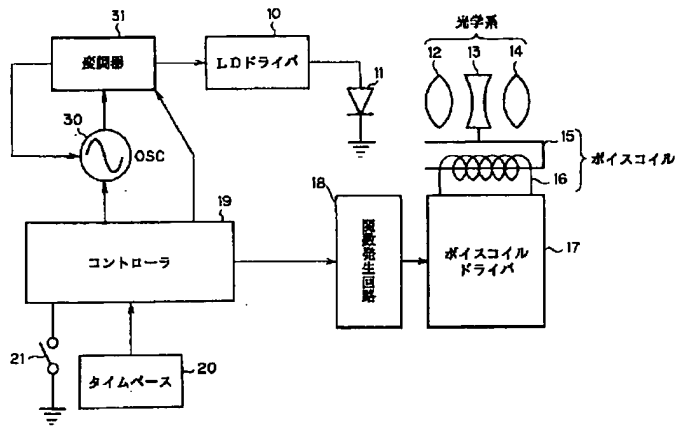 31
10
光学系
12
13
14
変調器
LDドライバ
11
30
OSC
15
ボイスコイル
16
19
18
コントローラ
関数発生回路
ボイスコイル
ドライバ
17
21
タイムベース
20